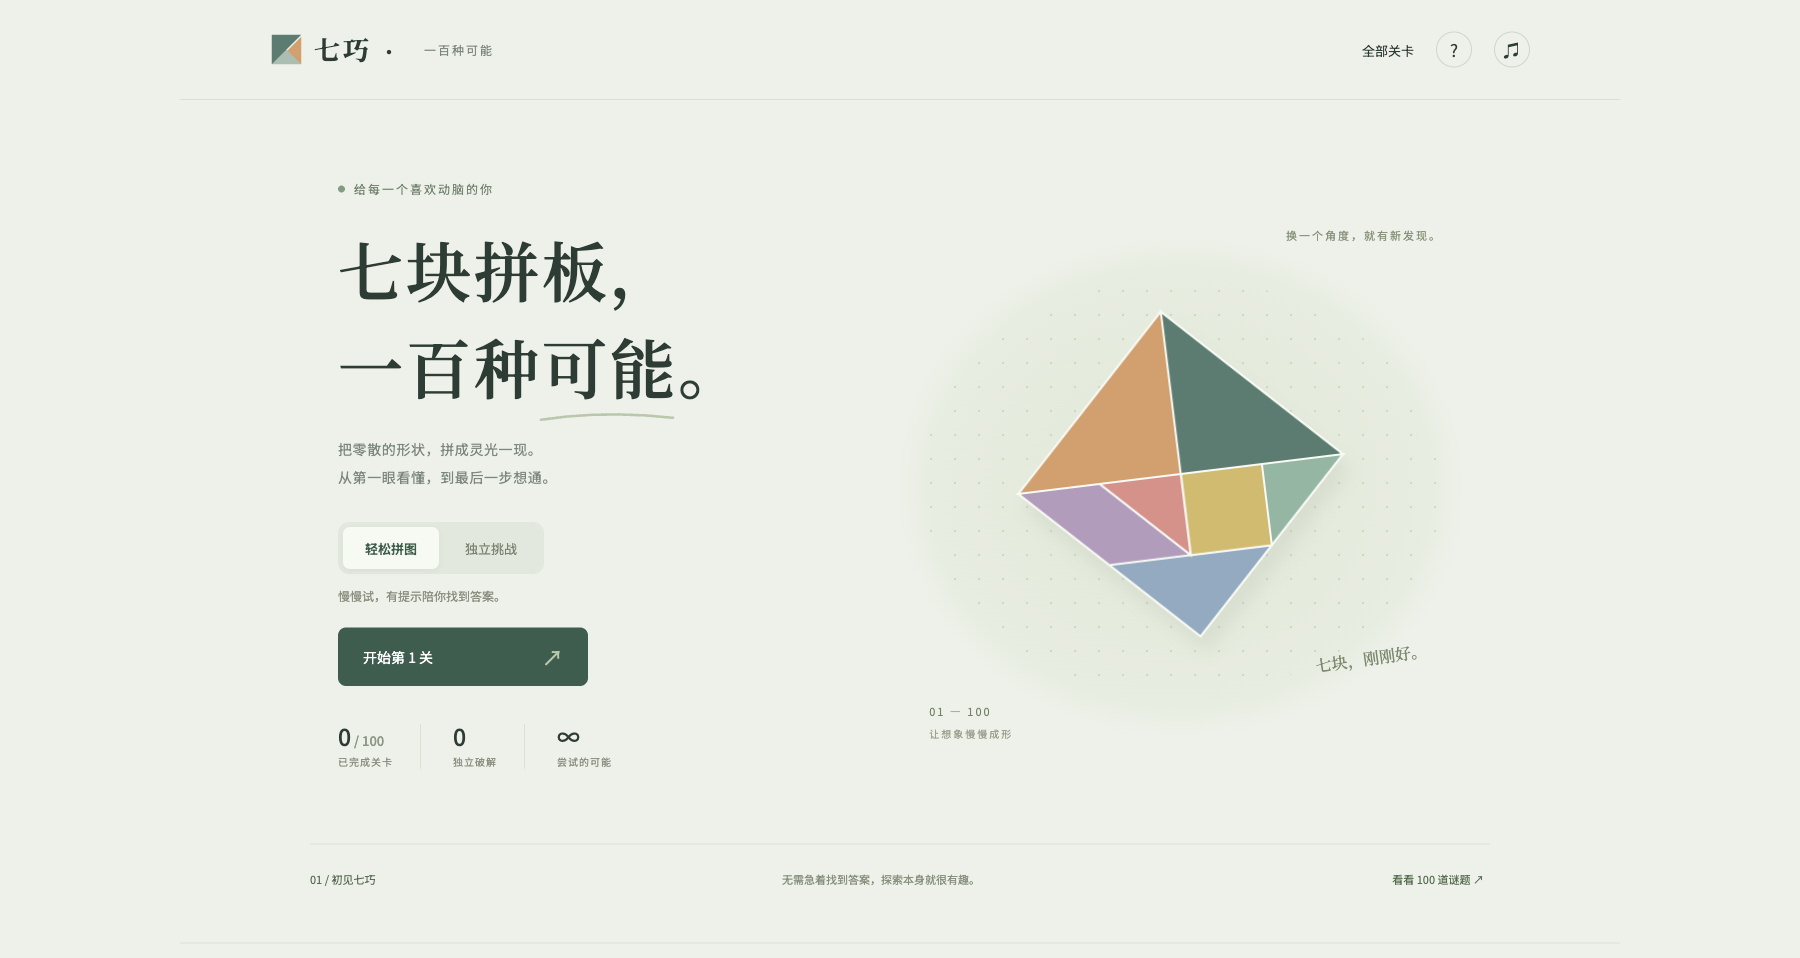 七巧 · 一百种可能
全部关卡 ? ♫
给每一个喜欢动脑的你
换一个角度，就有新发现。
七块拼板，
一百种可能。
把零散的形状，拼成灵光一现。
从第一眼看懂，到最后一步想通。
轻松拼图 独立挑战
慢慢试，有提示陪你找到答案。
开始第 1 关 ↗
七块，刚刚好。
01 — 100
让想象慢慢成形
0 / 100 0 ∞
已完成关卡 独立破解 尝试的可能
01 / 初见七巧 无需急着找到答案，探索本身就很有趣。 看看 100 道谜题 ↗